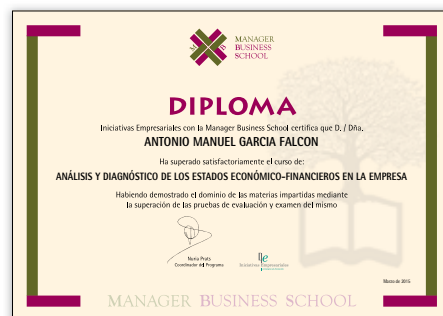 MANAGER
BUSINESS
SCHOOL
M B
DIPLOMA
Iniciativas Empresariales con la Manager Business School certifica que D. / Dña.
ANTONIO MANUEL GARCIA FALCON
Ha superado satisfactoriamente el curso de:
ANÁLISIS Y DIAGNÓSTICO DE LOS ESTADOS ECONÓMICO-FINANCIEROS EN LA EMPRESA
Habiendo demostrado el dominio de las materias impartidas mediante
la superación de las pruebas de evaluación y examen del mismo
Nuria Prats
Coordinador del Programa
Iniciativas Empresariales
Marzo de 2015
MANAGER BUSINESS SCHOOL